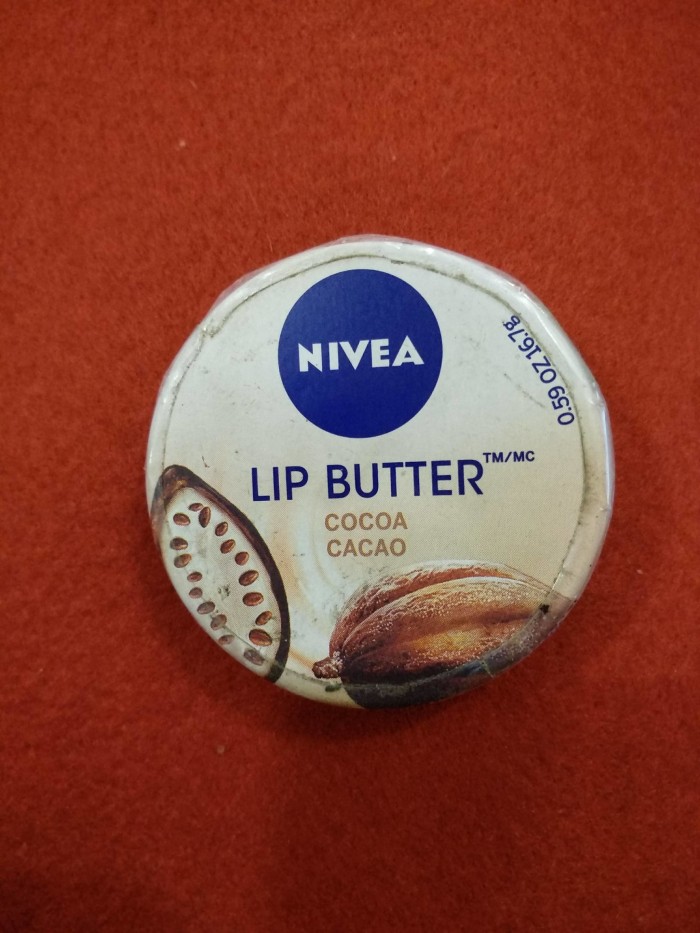 NIVEA
0.59 OZ 16.7g
LIP BUTTER™/MC
COCOA
CACAO